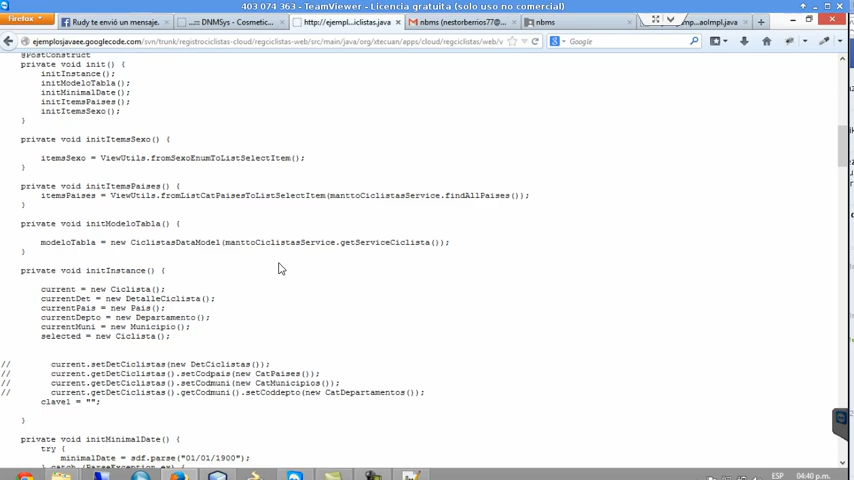 403 074 363 - TeamViewer - Licencia gratuita (solo uso no comercial)
Firefox
Rudy te envió un mensaje.
...: DNMSys - Cosmetic...
http://ejempl...iclistas.java
nbms (nestorberrios77@...
nbms
aoImpl.java
ejemplosjavaee.googlecode.com/svn/trunk/registrociclistas-cloud/regciclistas-web/src/main/java/org/xtecuan/apps/cloud/regciclistas/web/v
Google
@PostConstruct
private void init() {
initInstance();
initModeloTabla();
initMinimalDate();
initItemsPaises();
initItemsSexo();
}
private void initItemsSexo() {
itemsSexo = ViewUtils.fromSexoEnumToListSelectItem();
}
private void initItemsPaises() {
itemsPaises = ViewUtils.fromListCatPaisesToListSelectItem(manttoCiclistasService.findAllPaises());
}
private void initModeloTabla() {
modeloTabla = new CiclistasDataModel(manttoCiclistasService.getServiceCiclista());
}
private void initInstance() {
current = new Ciclista();
currentDet = new DetalleCiclista();
currentPais = new Pais();
currentDepto = new Departamento();
currentMuni = new Municipio();
selected = new Ciclista();
// current.setDetCiclistas(new DetCiclistas());
// current.getDetCiclistas().setCodpais(new CatPaises());
// current.getDetCiclistas().setCodmuni(new CatMunicipios());
// current.getDetCiclistas().getCodmuni().setCoddepto(new CatDepartamentos());
clave1 = "";
}
private void initMinimalDate() {
try {
minimalDate = sdf.parse("01/01/1900");
} catch (ParseException ex) {
ESP
04:40 p.m.